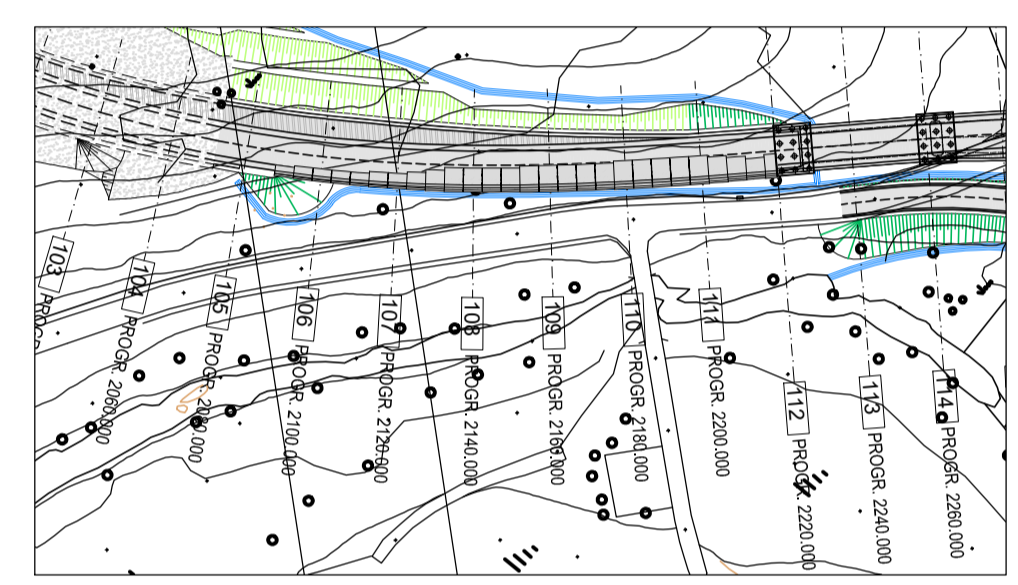 103 PROG
104 PROGR. 2060.000
105 PROGR. 2080.000
106 PROGR. 2100.000
107 PROGR. 2120.000
108 PROGR. 2140.000
109 PROGR. 2160.000
110 PROGR. 2180.000
111 PROGR. 2200.000
112 PROGR. 2220.000
113 PROGR. 2240.000
114 PROGR. 2260.000